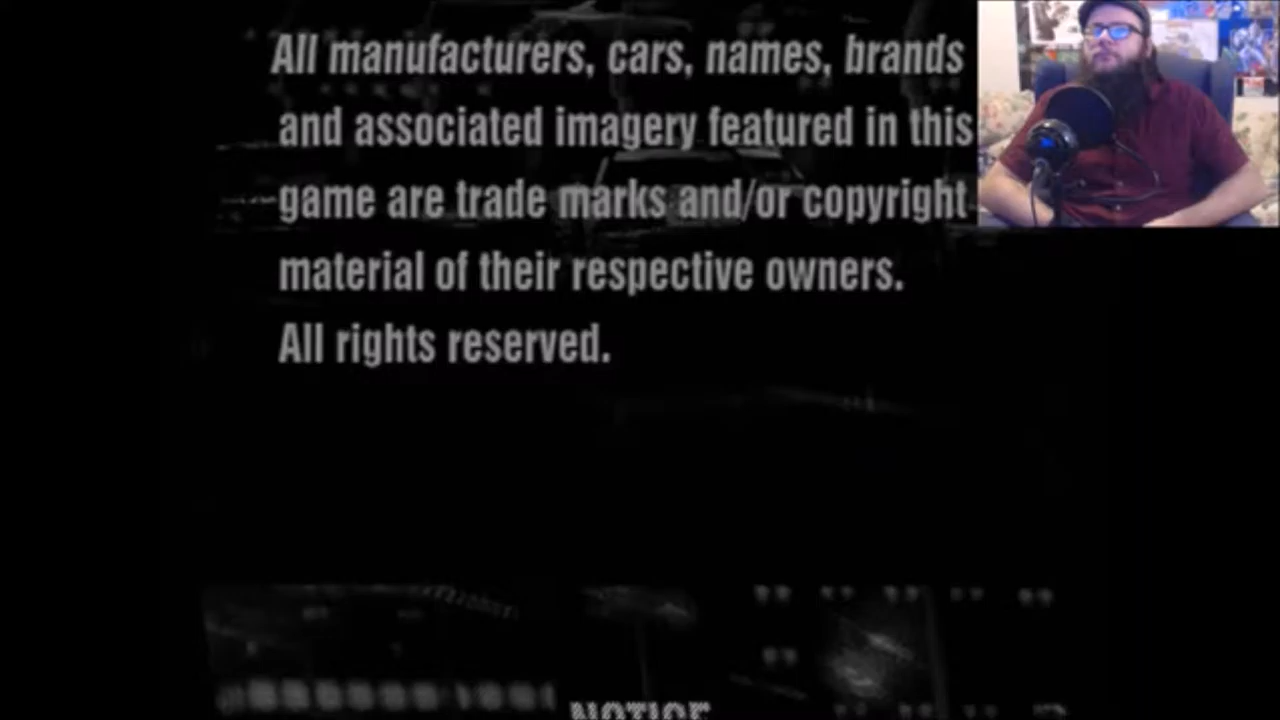 All manufacturers, cars, names, brands
and associated imagery featured in this
game are trade marks and/or copyright
material of their respective owners.
All rights reserved.
NOTICE